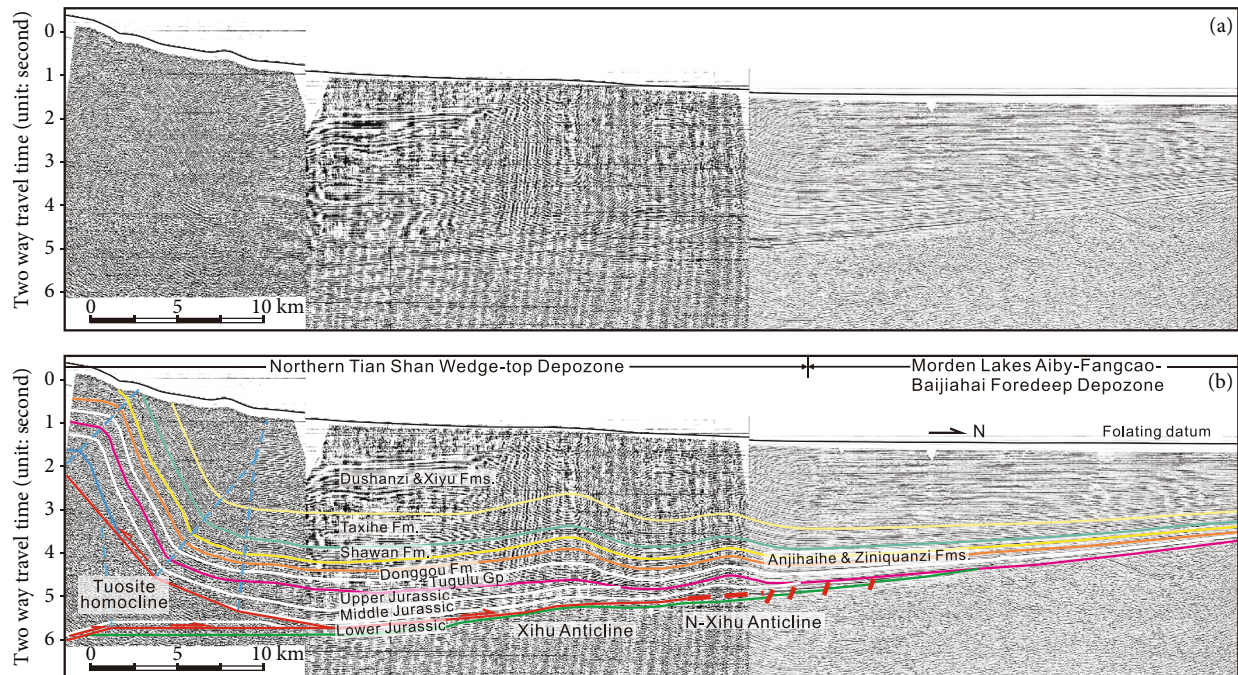 (a)
Two way travel time (unit: second)
0
1
2
3
4
5
6
0 5 10 km
(b)
Northern Tian Shan Wedge-top Depozone
Morden Lakes Aiby-Fangcao-
Baijiahai Foredeep Depozone
N
Folating datum
Two way travel time (unit: second)
0
1
2
3
4
5
6
Dushanzi &Xiyu Fms.
Taxihe Fm.
Shawan Fm.
Anjihaihe & Ziniquanzi Fms.
Donggou Fm.
Tugulu Gp.
Upper Jurassic
Middle Jurassic
Lower Jurassic
Tuosite
homocline
Xihu Anticline
N-Xihu Anticline
0 5 10 km